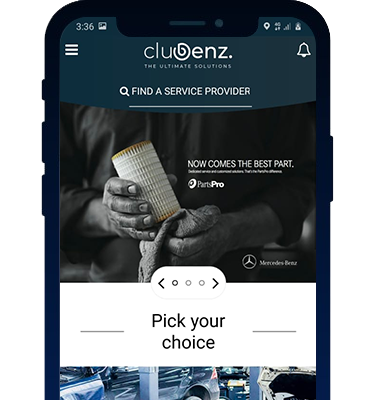 3:36
4G
clubenz.
THE ULTIMATE SOLUTIONS
FIND A SERVICE PROVIDER
NOW COMES THE BEST PART.
Dedicated service and customized solutions. That's the PartsPro difference.
PartsPro
Mercedes-Benz
Pick your
choice